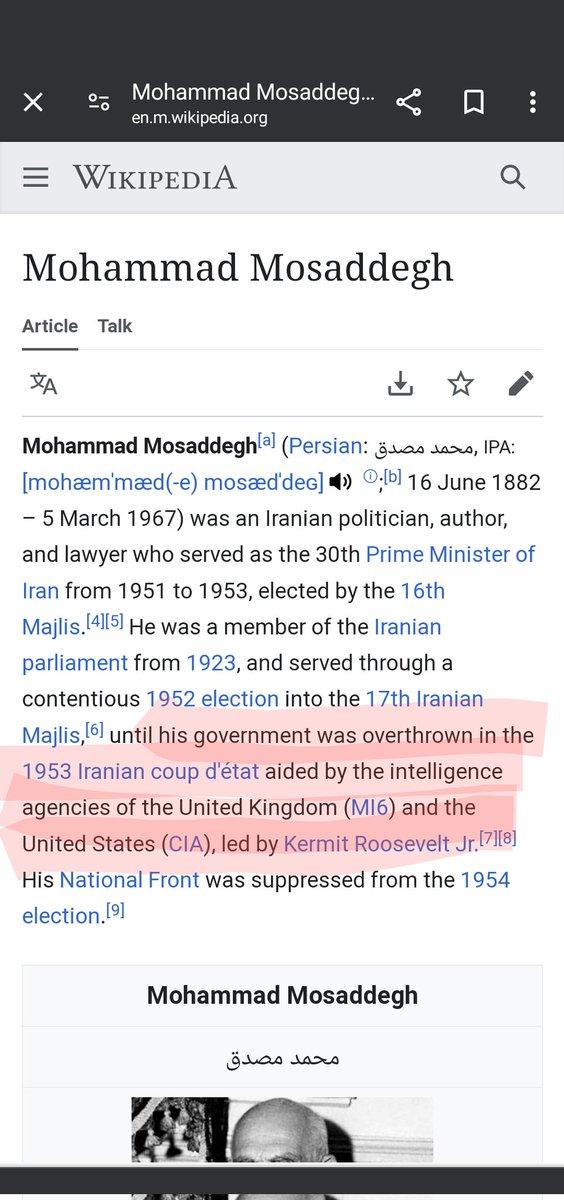 Mohammad Mosaddeg...
en.m.wikipedia.org
WIKIPEDIA
Mohammad Mosaddegh
Article Talk
Mohammad Mosaddegh[a] (Persian: محمد مصدق, IPA:
[mohæmˈmæd(-e) mosædˈdeɢ] ⓘ;[b] 16 June 1882
– 5 March 1967) was an Iranian politician, author,
and lawyer who served as the 30th Prime Minister of
Iran from 1951 to 1953, elected by the 16th
Majlis.[4][5] He was a member of the Iranian
parliament from 1923, and served through a
contentious 1952 election into the 17th Iranian
Majlis,[6] until his government was overthrown in the
1953 Iranian coup d'état aided by the intelligence
agencies of the United Kingdom (MI6) and the
United States (CIA), led by Kermit Roosevelt Jr.[7][8]
His National Front was suppressed from the 1954
election.[9]
Mohammad Mosaddegh
محمد مصدق